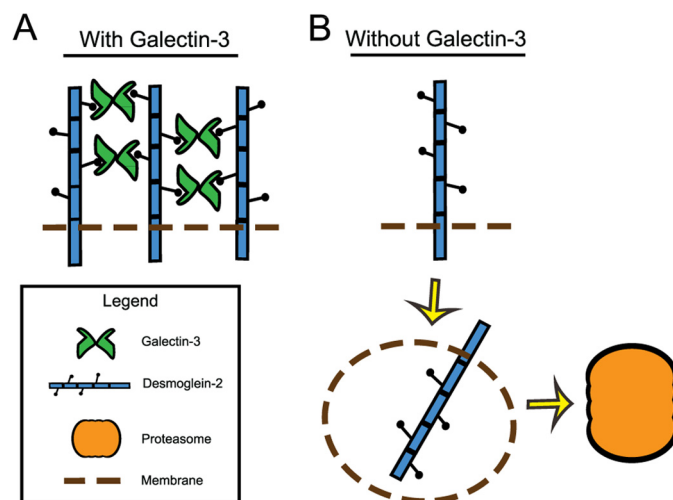 A
With Galectin-3
B
Without Galectin-3
Legend
Galectin-3
Desmoglein-2
Proteasome
Membrane